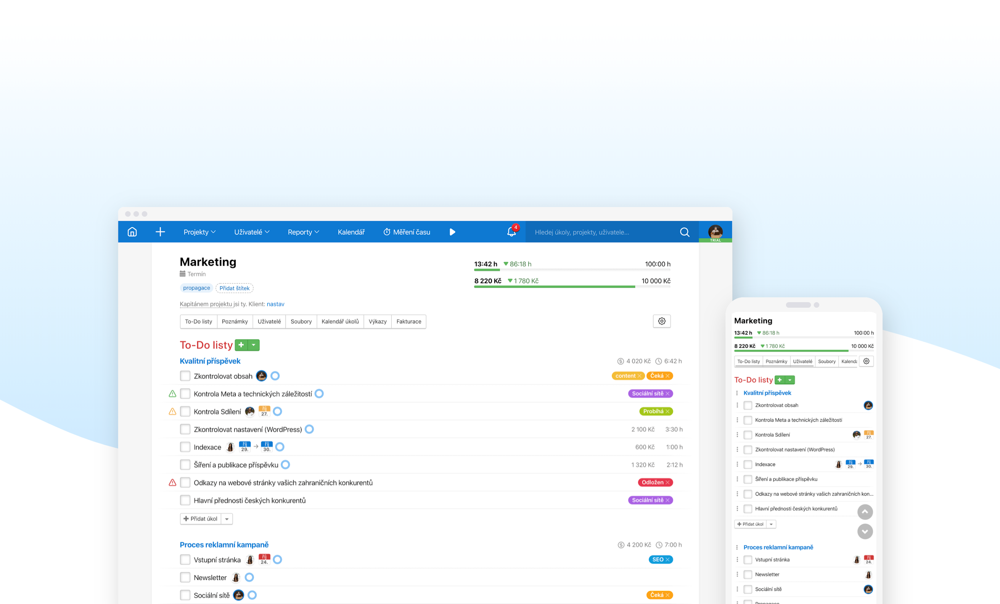 Projekty Uživatelé Reporty Kalendář Měření času 4 Hledej úkoly, projekty, uživatele...
TRIAL
Marketing
Termín
propagace Přidat štítek
Kapitánem projektu jsi ty. Klient: nastav
13:42 h 86:18 h 100:00 h
8 220 Kč 1 780 Kč 10 000 Kč
To-Do listy Poznámky Uživatelé Soubory Kalendář úkolů Výkazy Fakturace
To-Do listy
Kvalitní příspěvek 4 020 Kč 6:42 h
Zkontrolovat obsah content Čeká
Kontrola Meta a technických záležitostí Sociální sítě
Kontrola Sdílení říj 27. Probíhá
Zkontrolovat nastavení (WordPress) 2 100 Kč 3:30 h
Indexace říj 29. → říj 30. 600 Kč 1:00 h
Šíření a publikace příspěvku 1 320 Kč 2:12 h
Odkazy na webové stránky vašich zahraničních konkurentů Odložen
Hlavní přednosti českých konkurentů Sociální sítě
Přidat úkol
Proces reklamní kampaně 4 200 Kč 7:00 h
Vstupní stránka říj 24. SEO
Newsletter
Sociální sítě Čeká
Marketing
13:42 h 86:18 h 100:00 h
8 220 Kč 1 780 Kč 10 000 Kč
To-Do listy Poznámky Uživatelé Soubory Kalendá
To-Do listy
Kvalitní příspěvek
Zkontrolovat obsah
Kontrola Meta a technických záležitostí
Kontrola Sdílení říj 27.
Zkontrolovat nastavení (WordPress)
Indexace říj 29. → říj 30.
Šíření a publikace příspěvku
Odkazy na webové stránky vašich zahraničních kon...
Hlavní přednosti českých konkurentů
Přidat úkol
Proces reklamní kampaně
Vstupní stránka říj 24.
Newsletter
Sociální sítě
Propagace